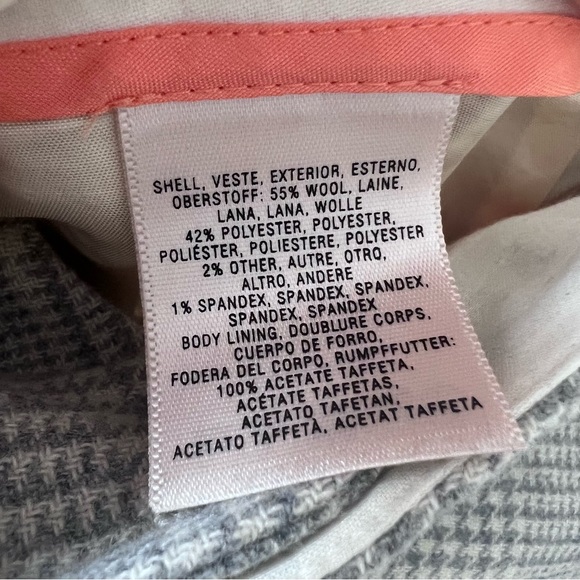 SHELL, VESTE, EXTERIOR, ESTERNO,
OBERSTOFF: 55% WOOL, LAINE,
LANA, LANA, WOLLE
42% POLYESTER, POLYESTER,
POLIÉSTER, POLIESTERE, POLYESTER
2% OTHER, AUTRE, OTRO,
ALTRO, ANDERE
1% SPANDEX, SPANDEX, SPANDEX,
SPANDEX, SPANDEX
BODY LINING, DOUBLURE CORPS,
CUERPO DE FORRO,
FODERA DEL CORPO, RUMPFFUTTER:
100% ACETATE TAFFETA,
ACÉTATE TAFFETAS,
ACETATO TAFETAN,
ACETATO TAFFETÀ, ACETAT TAFFETA